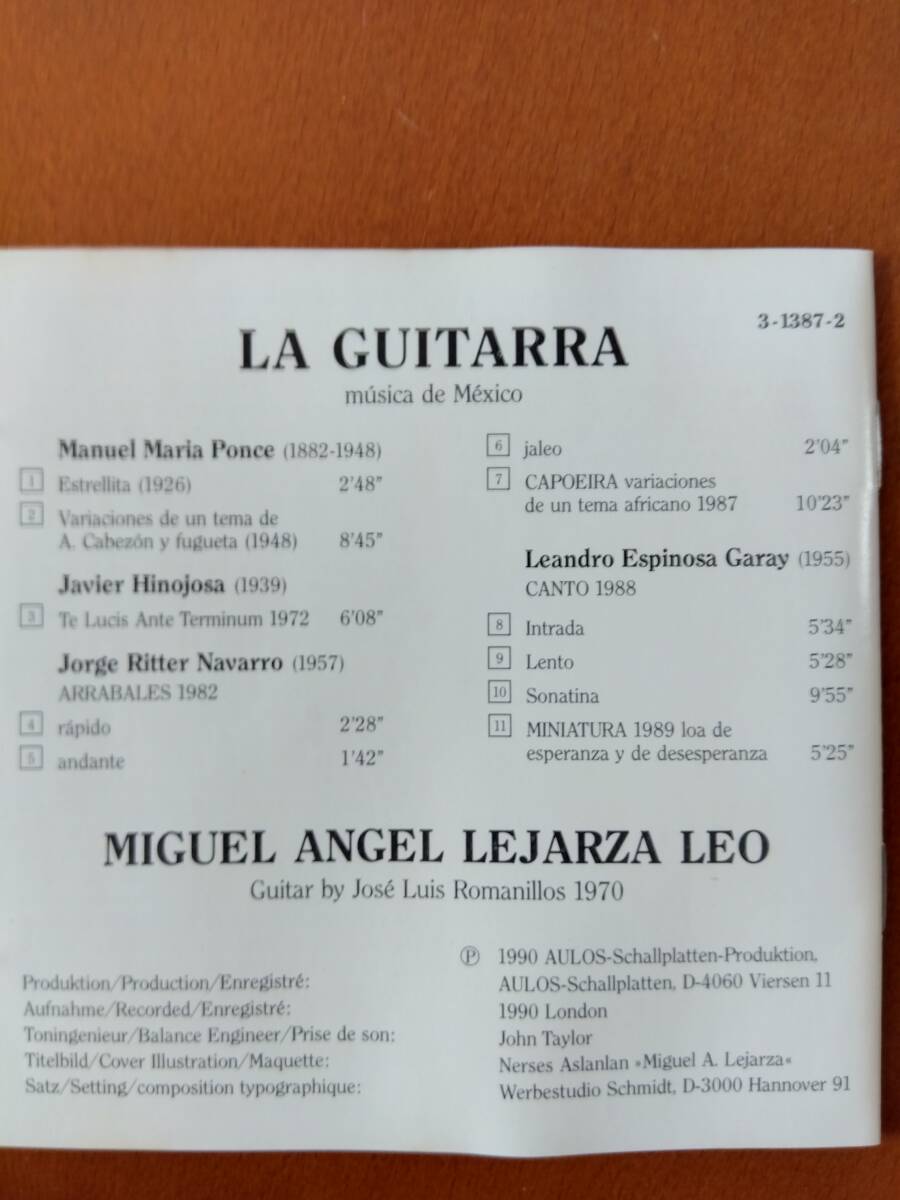 3-1387-2
LA GUITARRA
música de México
Manuel Maria Ponce (1882-1948)
1 Estrellita (1926) 2'48"
2 Variaciones de un tema de
A. Cabezón y fugueta (1948) 8'45"
Javier Hinojosa (1939)
3 Te Lucis Ante Terminum 1972 6'08"
Jorge Ritter Navarro (1957)
ARRABALES 1982
4 rápido 2'28"
5 andante 1'42"
6 jaleo 2'04"
7 CAPOEIRA variaciones
de un tema africano 1987 10'23"
Leandro Espinosa Garay (1955)
CANTO 1988
8 Intrada 5'34"
9 Lento 5'28"
10 Sonatina 9'55"
11 MINIATURA 1989 loa de
esperanza y de desesperanza 5'25"
MIGUEL ANGEL LEJARZA LEO
Guitar by José Luis Romanillos 1970
℗ 1990 AULOS-Schallplatten-Produktion,
Produktion/Production/Enregistré: AULOS-Schallplatten, D-4060 Viersen 11
Aufnahme/Recorded/Enregistré: 1990 London
Toningenieur/Balance Engineer/Prise de son: John Taylor
Titelbild/Cover Illustration/Maquette: Nerses Aslanlan »Miguel A. Lejarza«
Satz/Setting/composition typographique: Werbestudio Schmidt, D-3000 Hannover 91